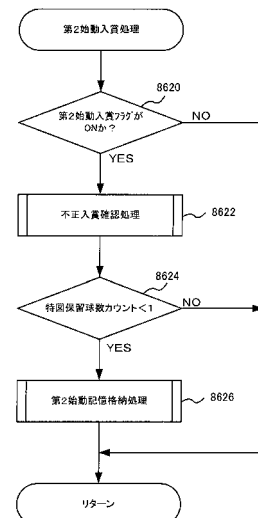 第2始動入賞処理
8620
第2始動入賞フラグが
ONか?
NO
YES
不正入賞確認処理
8622
8624
特図保留球数カウント<1
NO
YES
第2始動記憶格納処理
8626
リターン